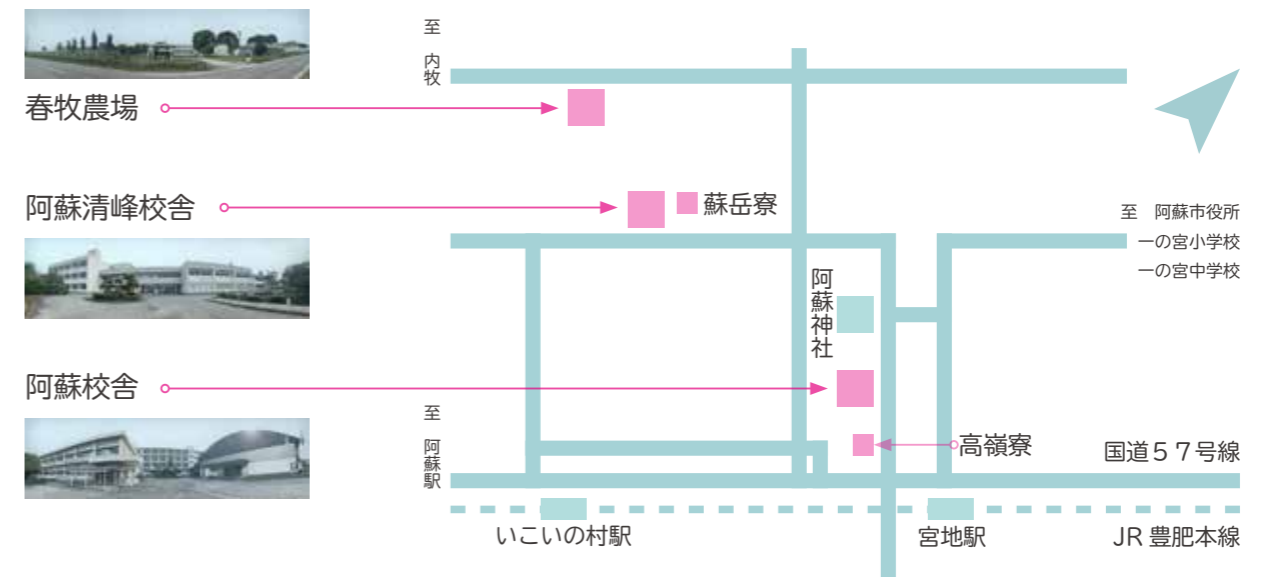 至 内牧
春牧農場
阿蘇清峰校舎
蘇岳寮
至　阿蘇市役所
一の宮小学校
一の宮中学校
阿蘇神社
阿蘇校舎
至 阿蘇駅
高嶺寮
国道５７号線
いこいの村駅
宮地駅
JR 豊肥本線